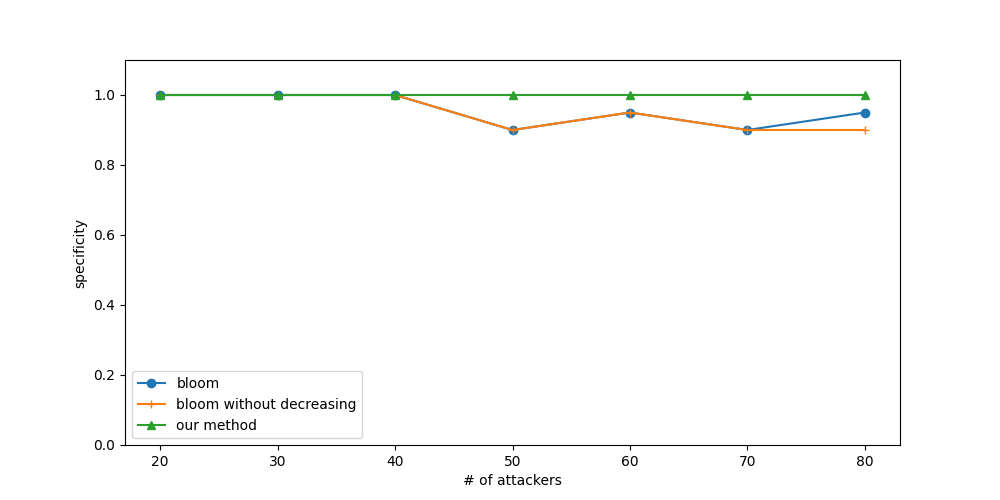 1.0
0.8
0.6
0.4
0.2
0.0
specificity
bloom
bloom without decreasing
our method
20 30 40 50 60 70 80
# of attackers